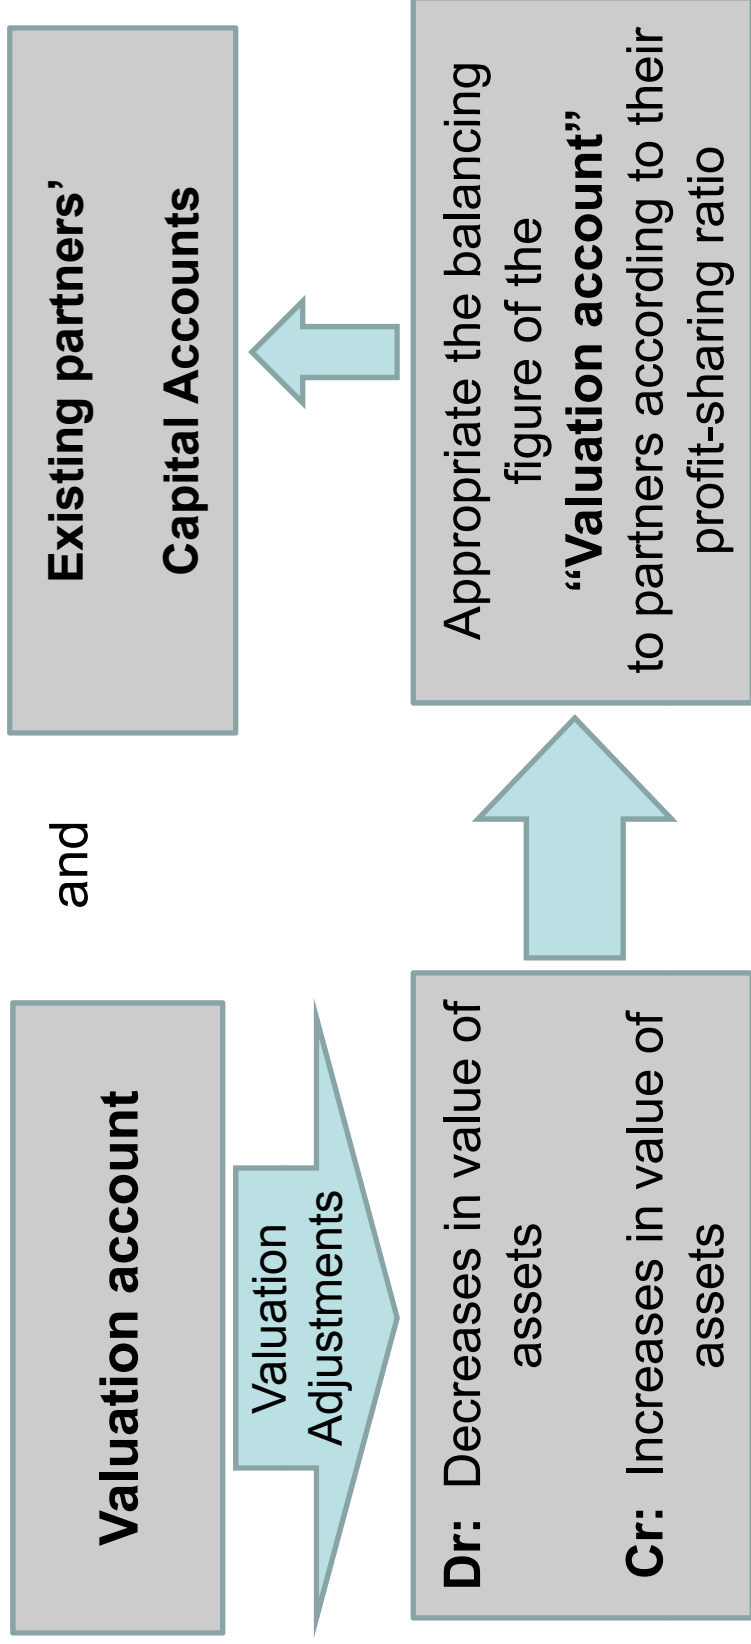 Valuation account
and
Existing partners’
Capital Accounts
Valuation
Adjustments
Dr: Decreases in value of
assets
Cr: Increases in value of
assets
Appropriate the balancing
figure of the
“Valuation account”
to partners according to their
profit-sharing ratio